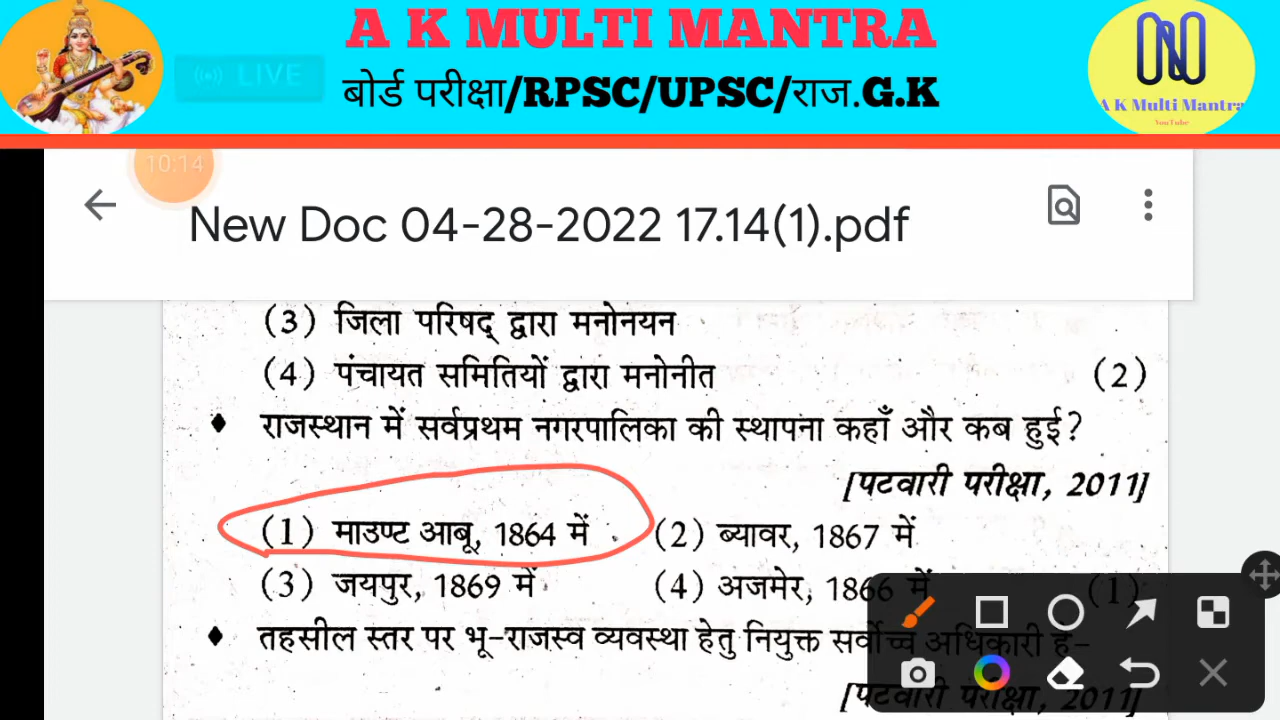 A K MULTI MANTRA
LIVE
बोर्ड परीक्षा/RPSC/UPSC/राज.G.K
A K Multi Mantra
YouTube
10:14
New Doc 04-28-2022 17.14(1).pdf
(3) जिला परिषद् द्वारा मनोनयन
(4) पंचायत समितियों द्वारा मनोनीत (2)
♦ राजस्थान में सर्वप्रथम नगरपालिका की स्थापना कहाँ और कब हुई?
[पटवारी परीक्षा, 2011]
(1) माउण्ट आबू, 1864 में (2) ब्यावर, 1867 में
(3) जयपुर, 1869 में (4) अजमेर, 1866 में (1)
♦ तहसील स्तर पर भू-राजस्व व्यवस्था हेतु नियुक्त सर्वोच्च अधिकारी है-
[पटवारी परीक्षा, 2011]